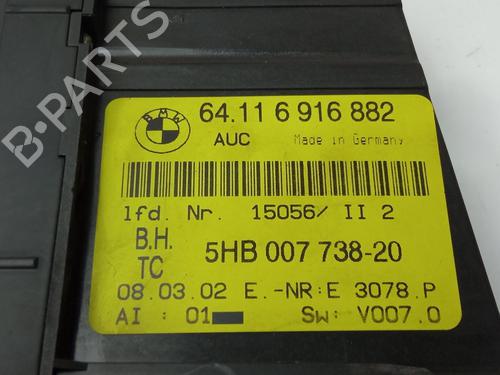 B-PARTS
BMW
64.11 6 916 882
AUC Made in Germany
lfd. Nr. 15056/ II 2
B.H. 5HB 007 738-20
TC
08.03.02 E.-NR:E 3078.P
AI : 01 Sw: V007.0